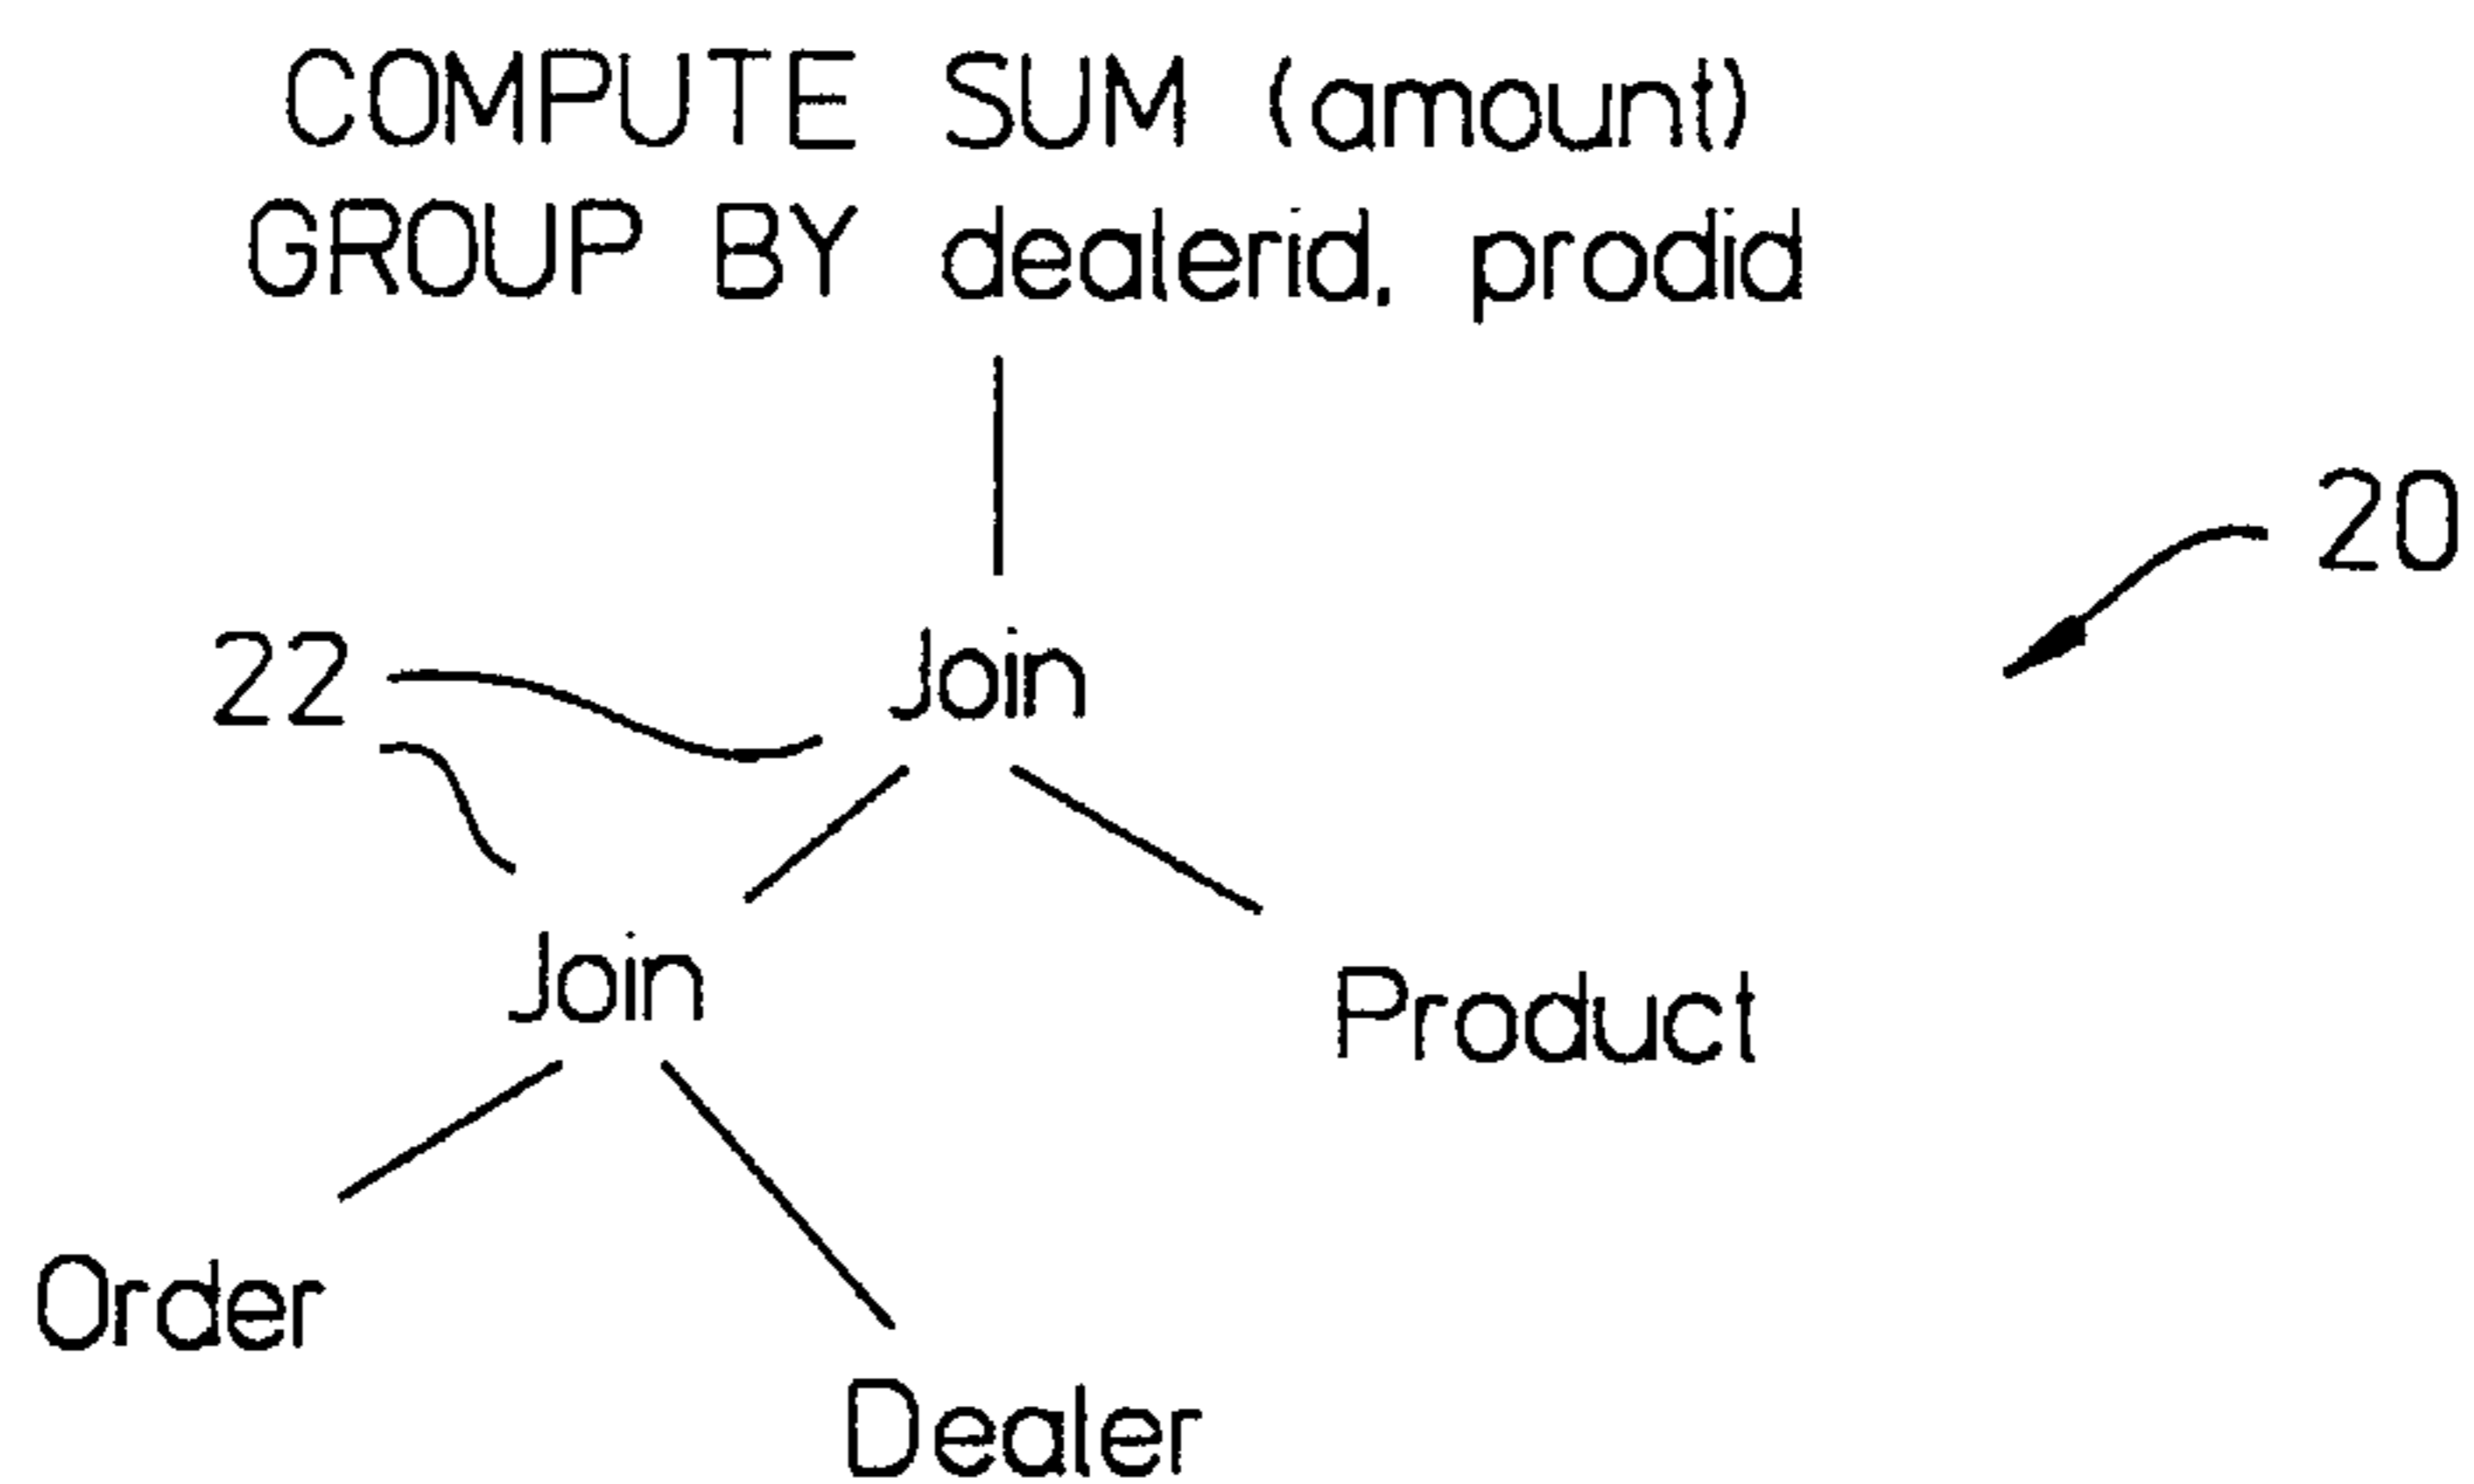 COMPUTE SUM (amount)
GROUP BY dealerid, prodid
20
22
Join
Join
Product
Order
Dealer